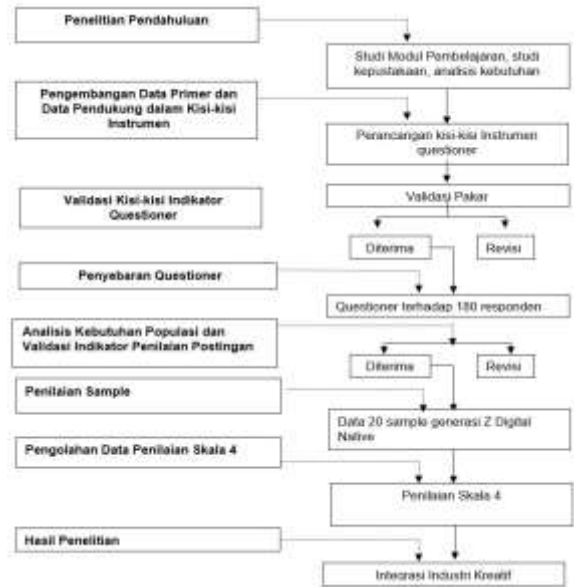 Penelitian Pendahuluan
Studi Modul Pembelajaran, studi
kepustakaan, analisis kebutuhan
Pengembangan Data Primer dan
Data Pendukung dalam Kisi-kisi
Instrumen
Perancangan kisi-kisi Instrumen
questioner
Validasi Kisi-kisi Indikator
Questioner
Validasi Pakar
Diterima
Revisi
Penyebaran Questioner
Questioner terhadap 180 responden
Analisis Kebutuhan Populasi dan
Validasi Indikator Penilaian Postingan
Diterima
Revisi
Penilaian Sample
Data 20 sample generasi Z Digital
Native
Pengolahan Data Penilaian Skala 4
Penilaian Skala 4
Hasil Penelitian
Integrasi Industri Kreatif